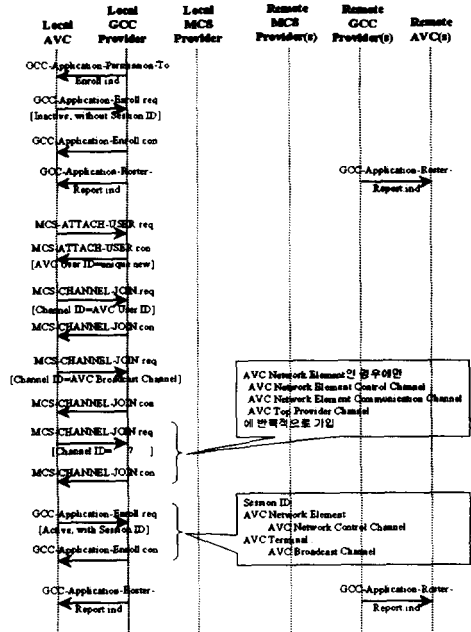 Local AVC
Local GCC Provider
Local MCS Provider
Remote MCS Provider(s)
Remote GCC Provider(s)
Remote AVC(s)
GCC-Application-Permission-To
Enroll ind
GCC-Application-Enroll req
[Inactive, without Session ID]
GCC-Application-Enroll con
GCC-Application-Roster-
Report ind
GCC-Application-Roster-
Report ind
MCS-ATTACH-USER req
MCS-ATTACH-USER con
[AVC User ID=unique new]
MCS-CHANNEL-JOIN req
[Channel ID=AVC User ID]
MCS-CHANNEL-JOIN con
MCS-CHANNEL-JOIN req
[Channel ID=AVC Broadcast Channel]
MCS-CHANNEL-JOIN con
MCS-CHANNEL-JOIN req
[Channel ID= 7 ]
MCS-CHANNEL-JOIN con
AVC Network Element인 경우에만
AVC Network Element Control Channel
AVC Network Element Communication Channel
AVC Top Provider Channel
에 반복적으로 가입
GCC-Application-Enroll req
[Active, with Session ID]
GCC-Application-Enroll con
Session ID
AVC Network Element
AVC Network Control Channel
AVC Terminal
AVC Broadcast Channel
GCC-Application-Roster-
Report ind
GCC-Application-Roster-
Report ind